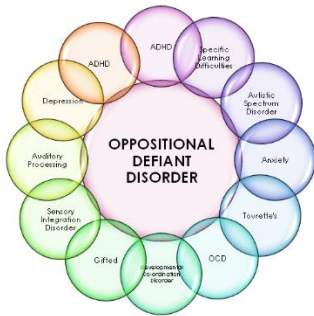 ADHD
Specific
Learning
Difficulties
Autistic
Spectrum
Disorder
Anxiety
Tourette's
OCD
Developmental
Co-ordination
Disorder
Gifted
Sensory
Integration
Disorder
Auditory
Processing
Depression
ADHD
OPPOSITIONAL
DEFIANT
DISORDER